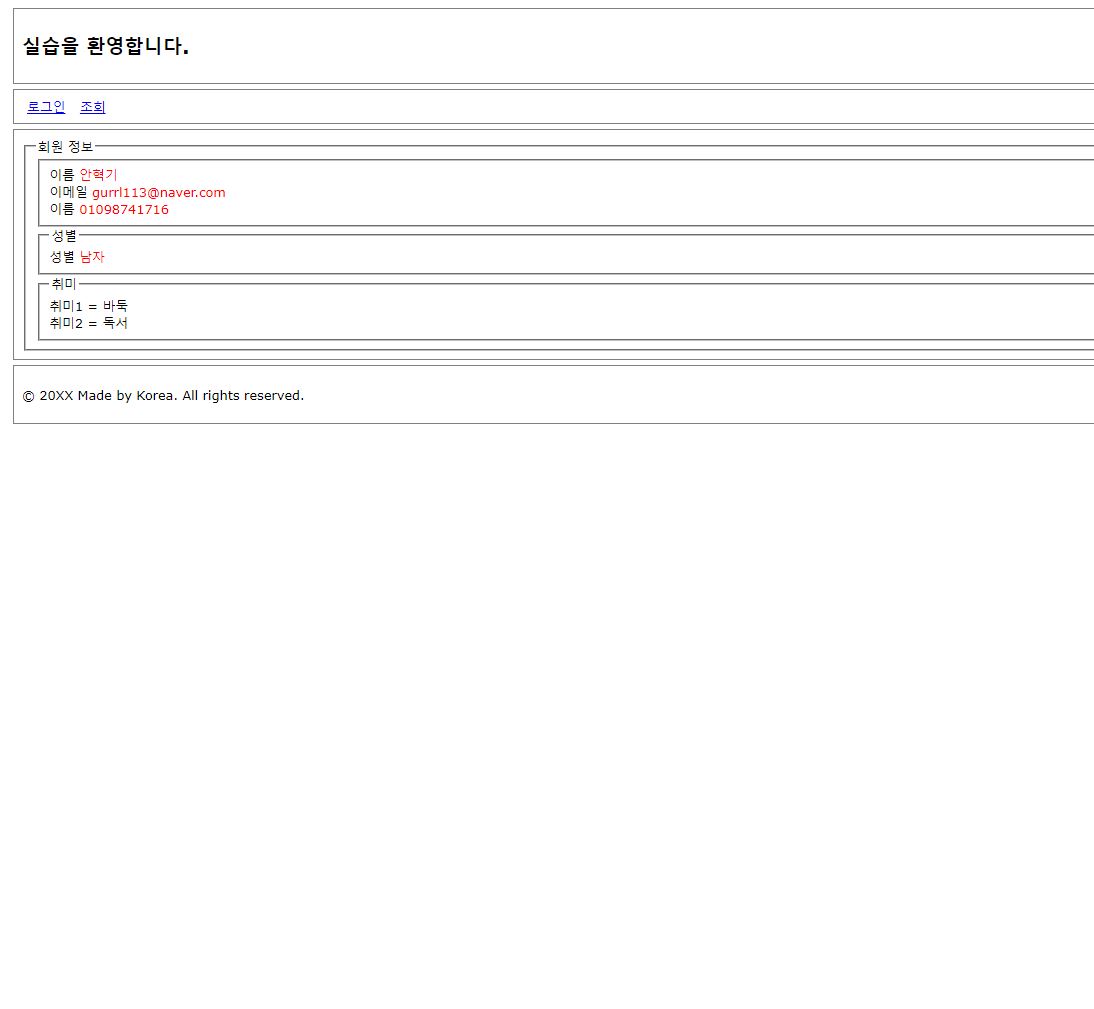 실습을 환영합니다.
로그인 조회
회원 정보
이름 안혁기
이메일 gurrl113@naver.com
이름 01098741716
성별
성별 남자
취미
취미1 = 바둑
취미2 = 독서
© 20XX Made by Korea. All rights reserved.